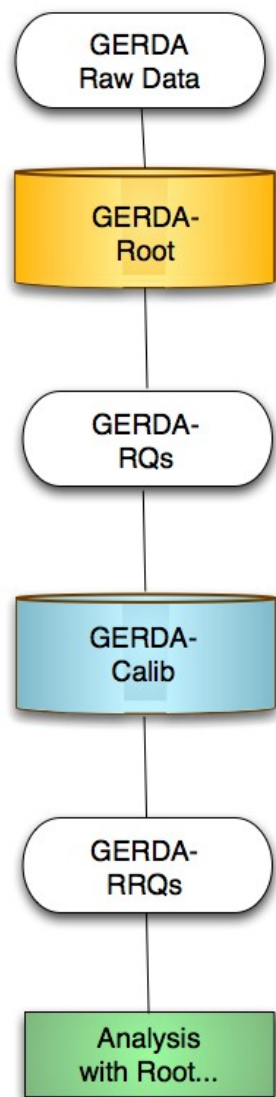 GERDA
Raw Data
GERDA-
Root
GERDA-
RQs
GERDA-
Calib
GERDA-
RRQs
Analysis
with Root...